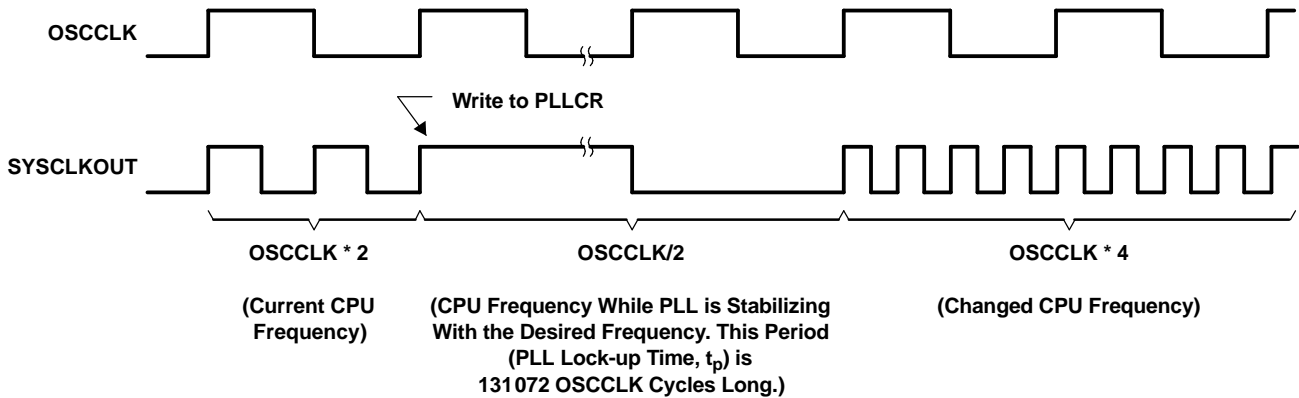 OSCCLK
Write to PLLCR
SYSCLKOUT
OSCCLK * 2
OSCCLK/2
OSCCLK * 4
(Current CPU
Frequency)
(CPU Frequency While PLL is Stabilizing
With the Desired Frequency. This Period
(PLL Lock-up Time, tp) is
131072 OSCCLK Cycles Long.)
(Changed CPU Frequency)